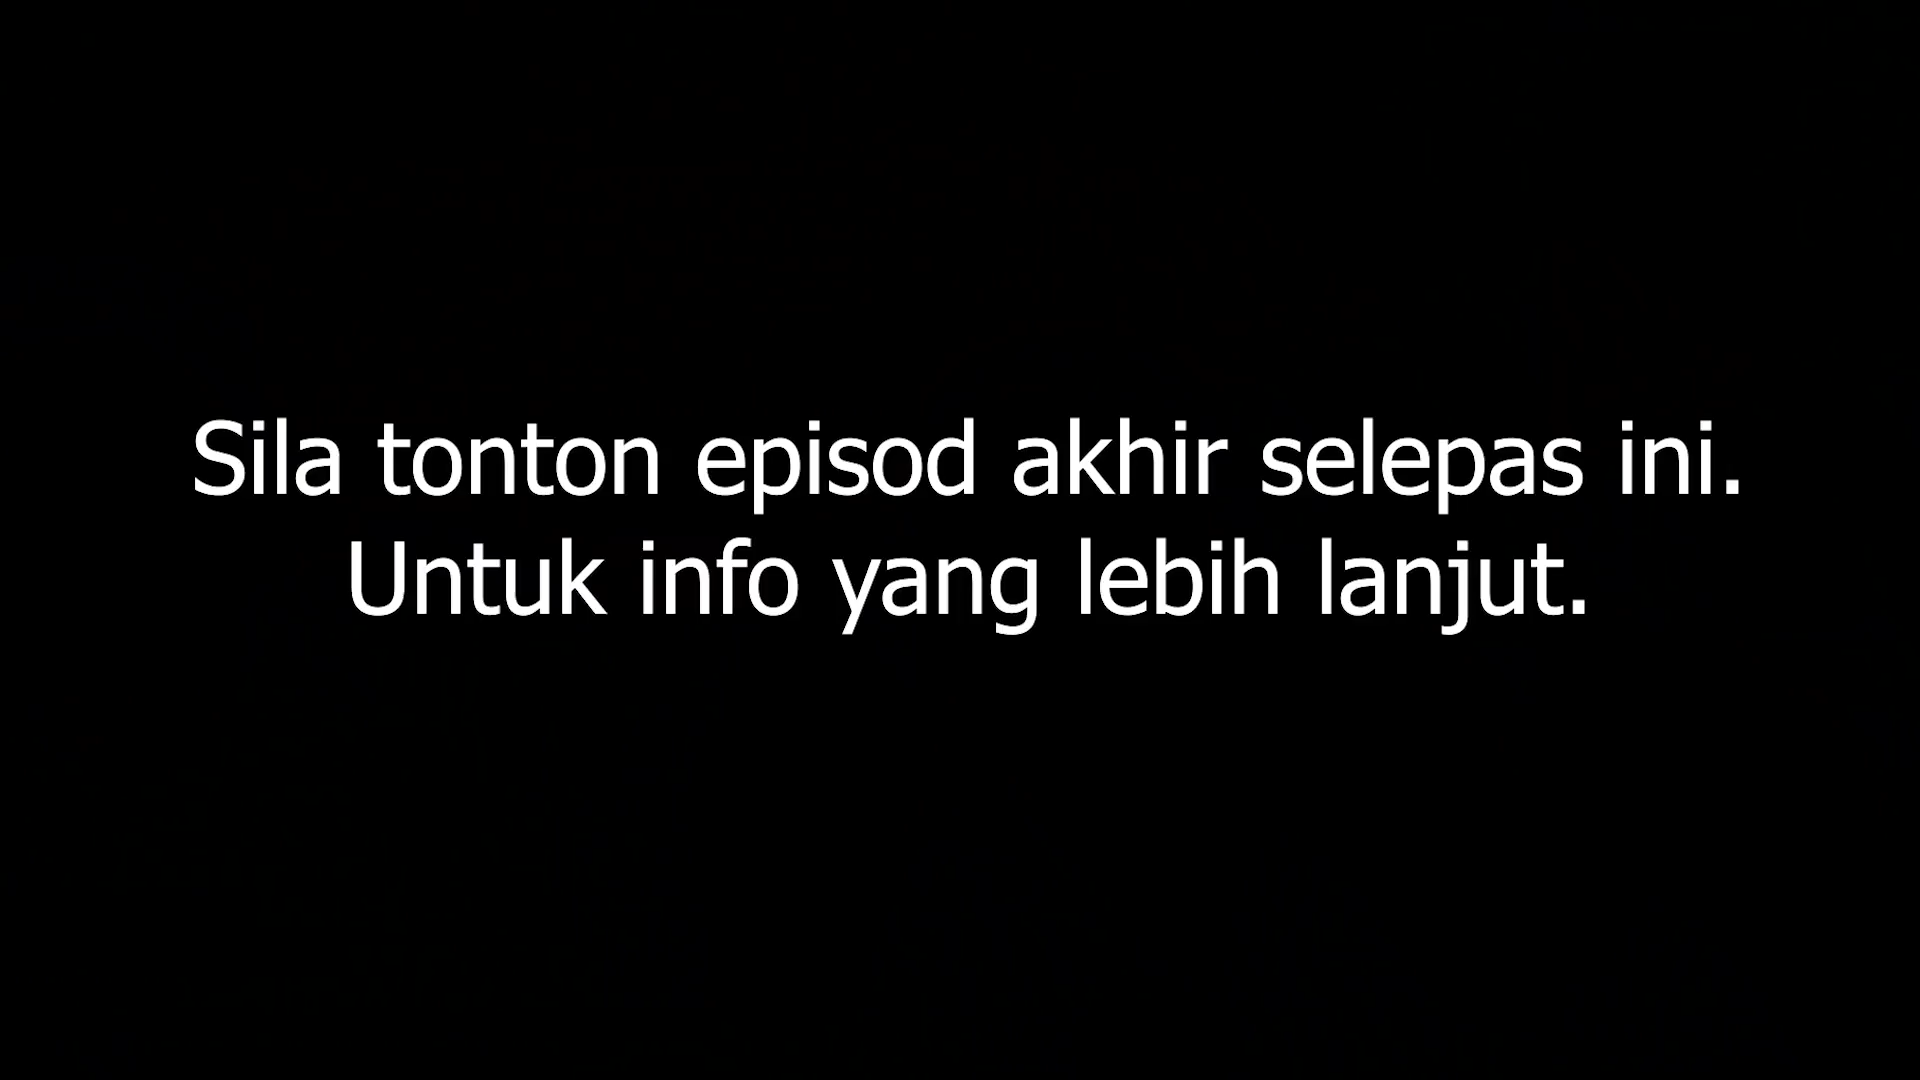 Sila tonton episod akhir selepas ini.
Untuk info yang lebih lanjut.